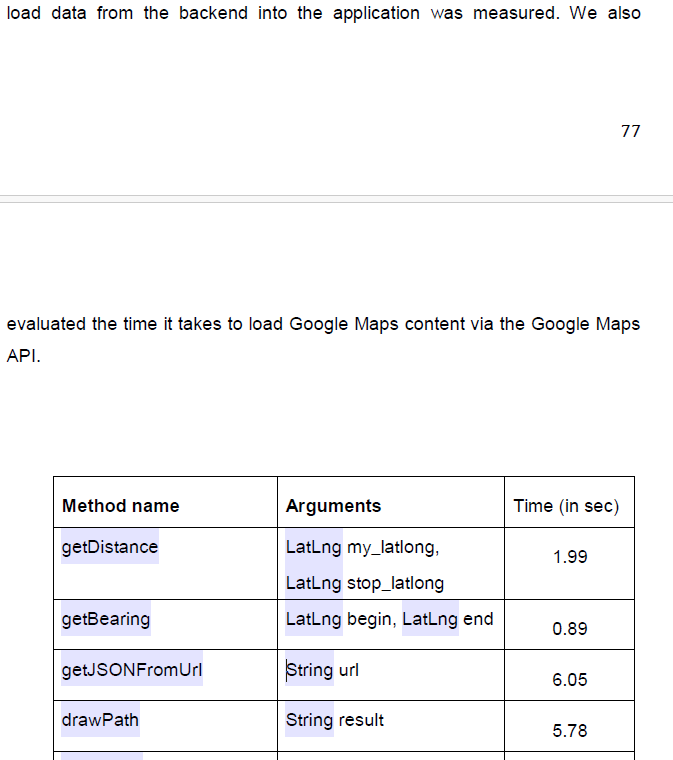 load data from the backend into the application was measured. We also
77
evaluated the time it takes to load Google Maps content via the Google Maps
API.
Method name Arguments Time (in sec)
getDistance LatLng my_latlong, 1.99
LatLng stop_latlong
getBearing LatLng begin, LatLng end 0.89
getJSONFromUrl String url 6.05
drawPath String result 5.78